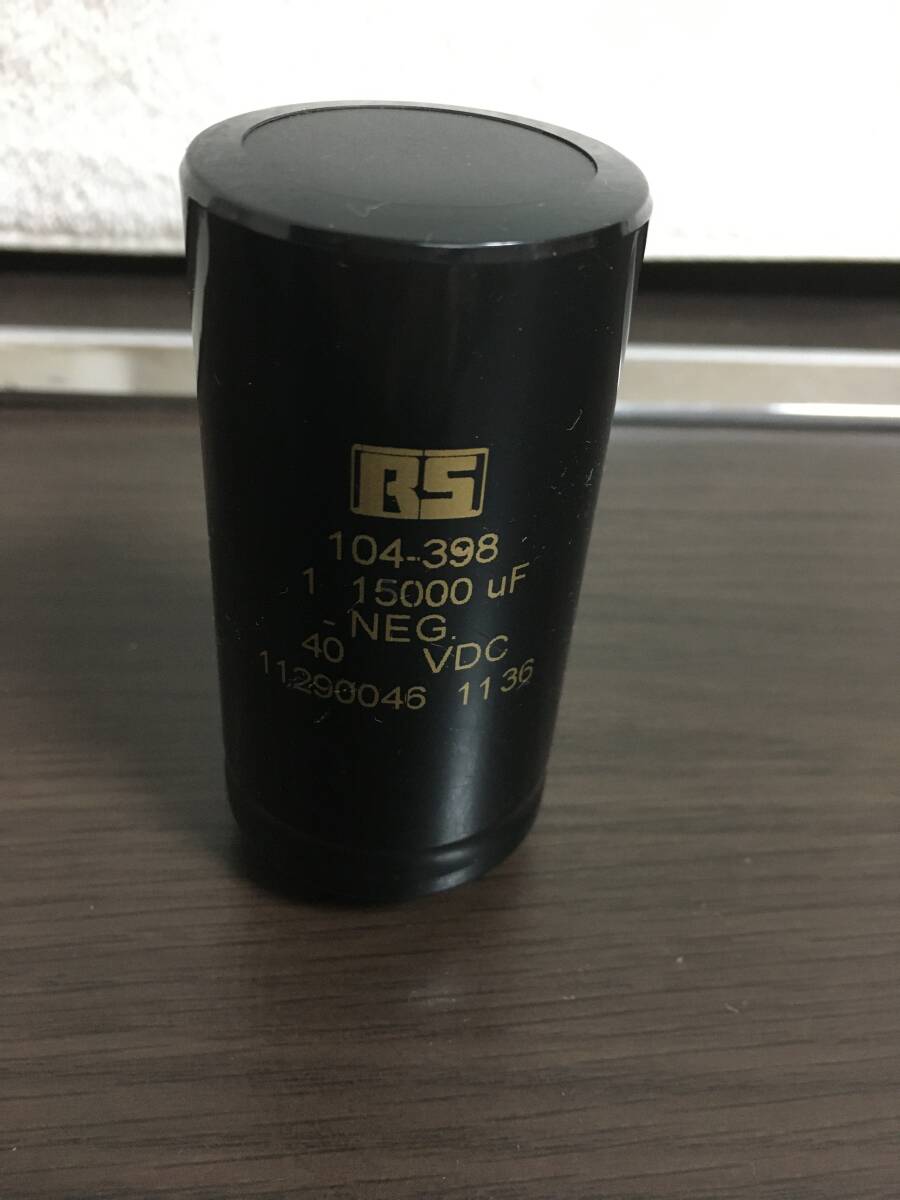 RS
104-398
1 15000 uF
- NEG.
40 VDC
11290046 1136